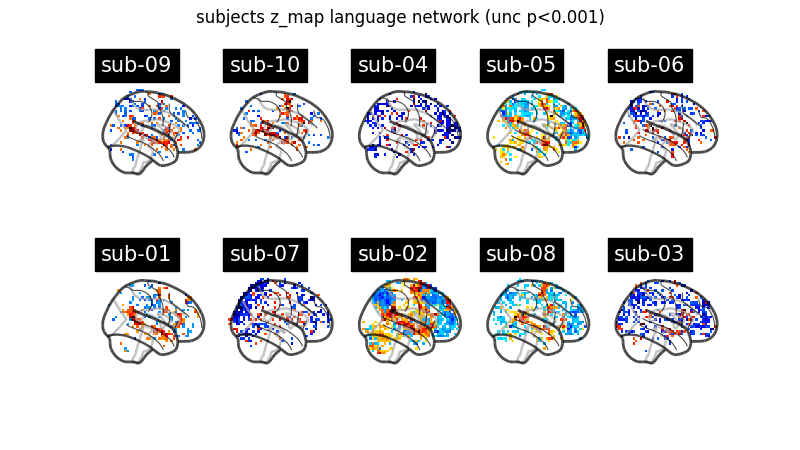 subjects z_map language network (unc p<0.001)
sub-09 sub-10 sub-04 sub-05 sub-06
sub-01 sub-07 sub-02 sub-08 sub-03